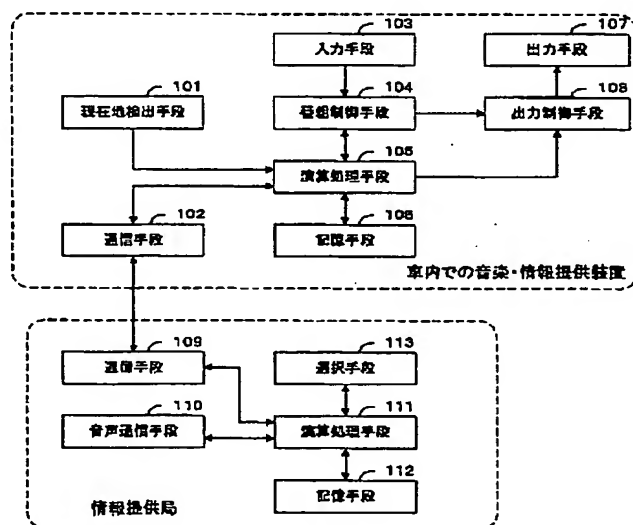 103
入力手段
107
出力手段
101
現在地検出手段
104
番組制御手段
108
出力制御手段
105
演算処理手段
102
通信手段
106
記憶手段
車内での音楽・情報提供装置
109
通信手段
113
選択手段
110
音声通信手段
111
演算処理手段
112
記憶手段
情報提供局